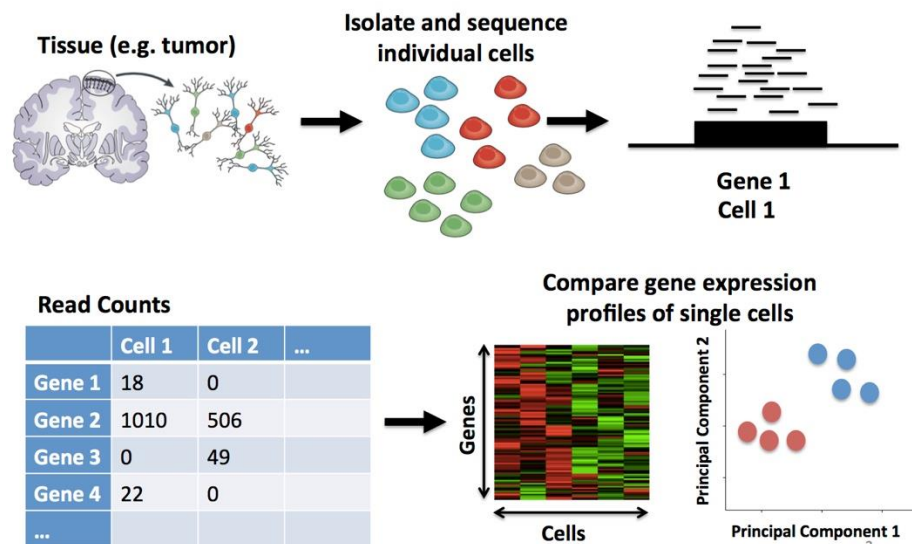 Tissue (e.g. tumor)
Isolate and sequence
individual cells
Gene 1
Cell 1
Read Counts
Cell 1 Cell 2 ...
Gene 1 18 0
Gene 2 1010 506
Gene 3 0 49
Gene 4 22 0
...
Compare gene expression
profiles of single cells
Genes
Cells
Principal Component 2
Principal Component 1